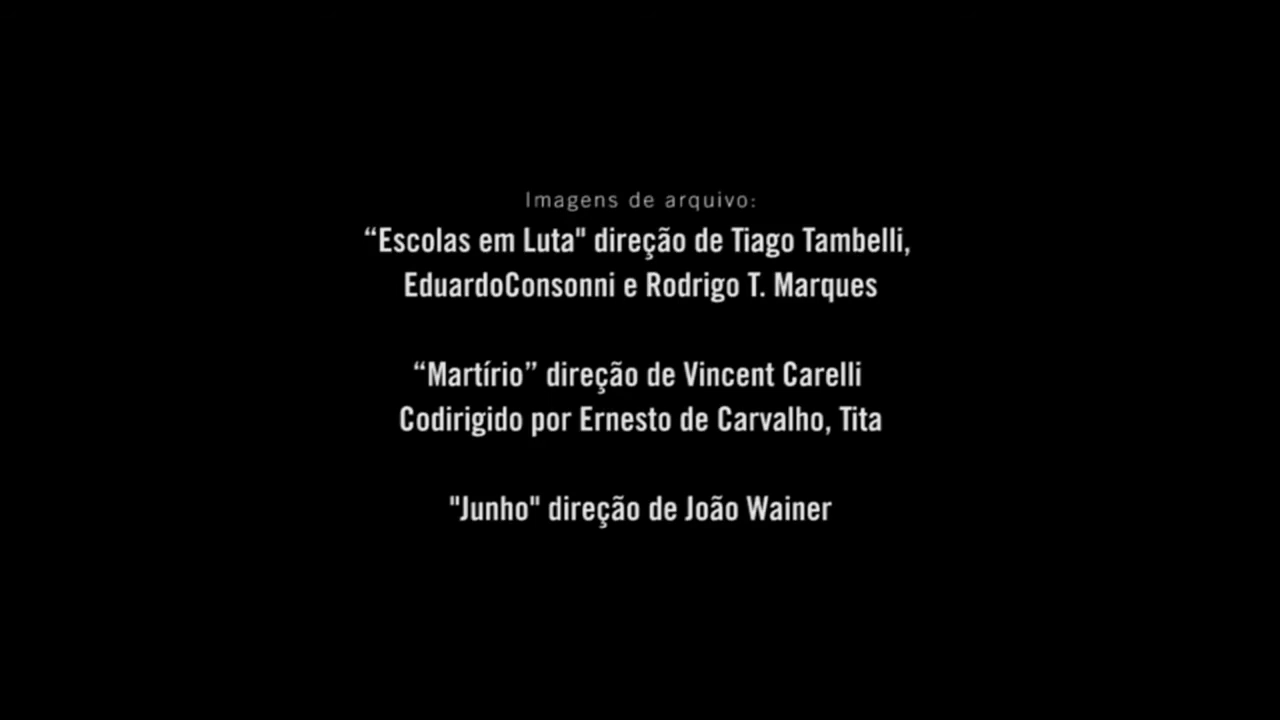 Imagens de arquivo:
“Escolas em Luta" direção de Tiago Tambelli,
EduardoConsonni e Rodrigo T. Marques
“Martírio” direção de Vincent Carelli
Codirigido por Ernesto de Carvalho, Tita
"Junho" direção de João Wainer